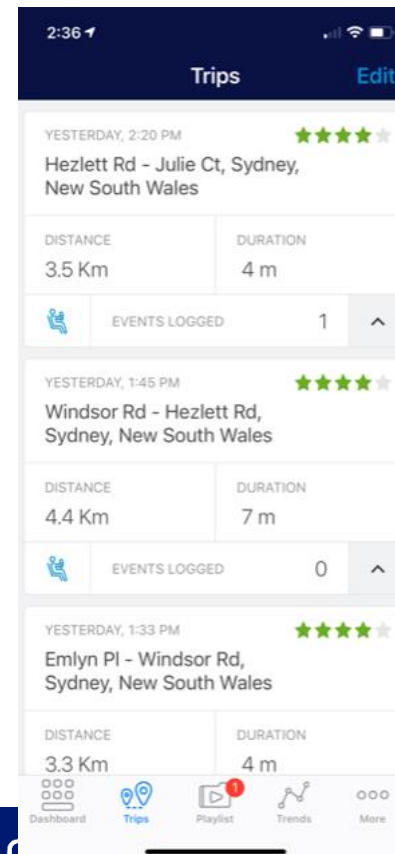 2:36
Trips
Edit
YESTERDAY, 2:20 PM
Hezlett Rd - Julie Ct, Sydney,
New South Wales
DISTANCE
DURATION
3.5 Km
4 m
EVENTS LOGGED
1
YESTERDAY, 1:45 PM
Windsor Rd - Hezlett Rd,
Sydney, New South Wales
DISTANCE
DURATION
4.4 Km
7 m
EVENTS LOGGED
0
YESTERDAY, 1:33 PM
Emlyn Pl - Windsor Rd,
Sydney, New South Wales
DISTANCE
DURATION
3.3 Km
4 m
1
Dashboard
Trips
Playlist
Trends
More